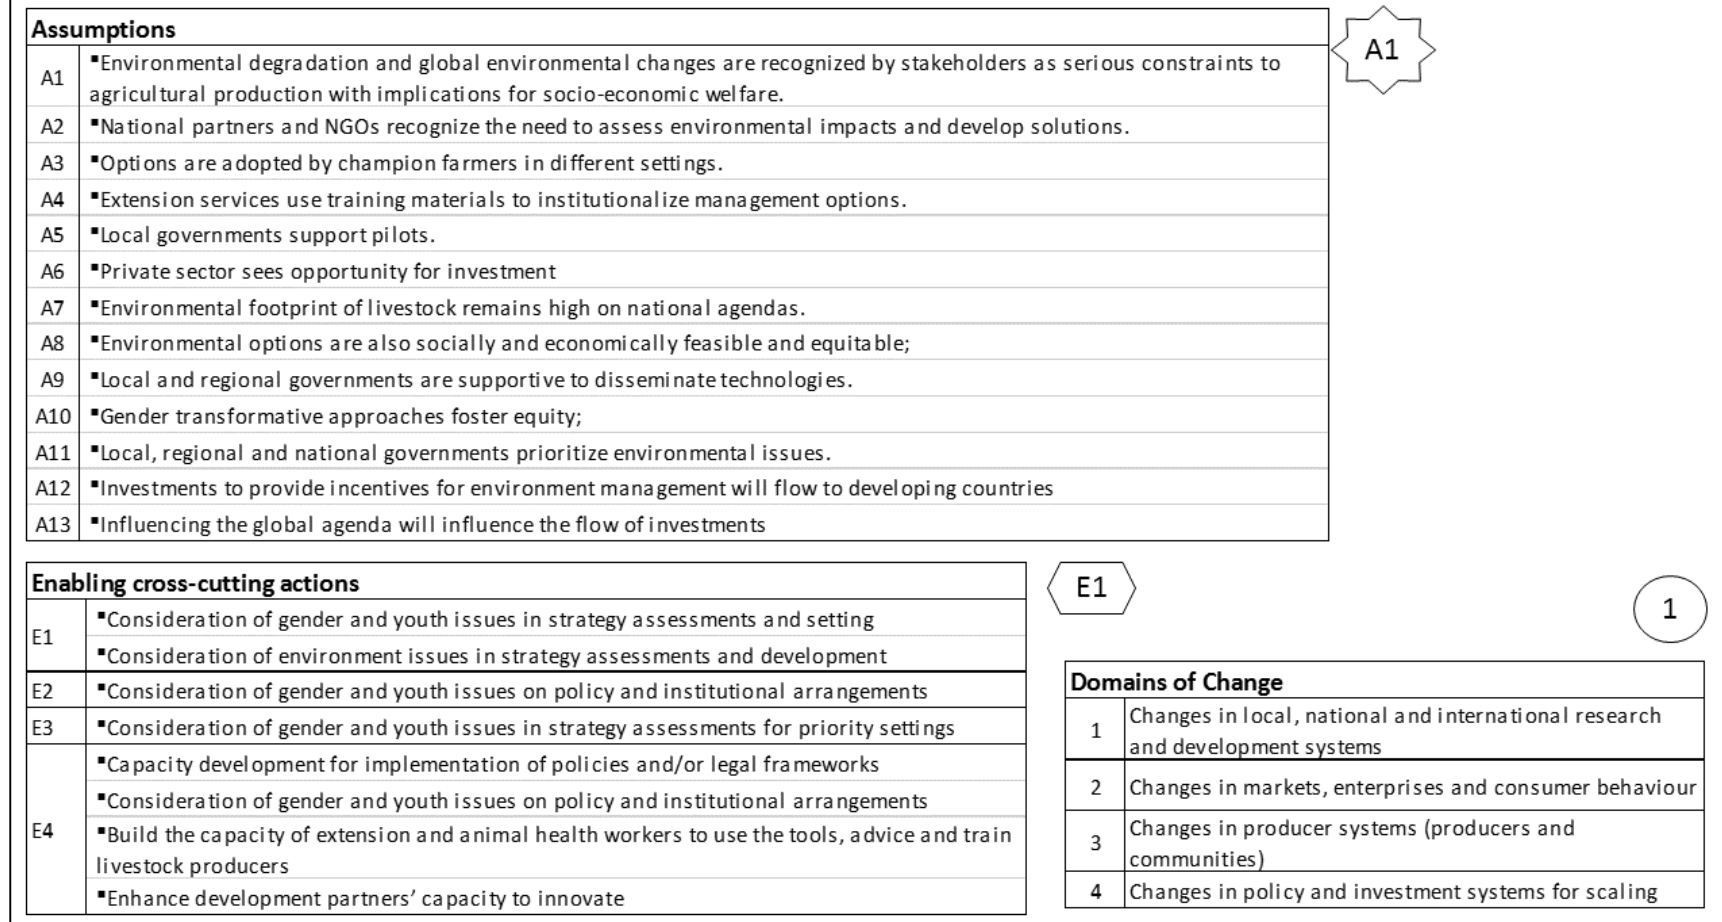 Assumptions
A1
A1
▪Environmental degradation and global environmental changes are recognized by stakeholders as serious constraints to
agricultural production with implications for socio-economic welfare.
A2
▪National partners and NGOs recognize the need to assess environmental impacts and develop solutions.
A3
▪Options are adopted by champion farmers in different settings.
A4
▪Extension services use training materials to institutionalize management options.
A5
▪Local governments support pilots.
A6
▪Private sector sees opportunity for investment
A7
▪Environmental footprint of livestock remains high on national agendas.
A8
▪Environmental options are also socially and economically feasible and equitable;
A9
▪Local and regional governments are supportive to disseminate technologies.
A10
▪Gender transformative approaches foster equity;
A11
▪Local, regional and national governments prioritize environmental issues.
A12
▪Investments to provide incentives for environment management will flow to developing countries
A13
▪Influencing the global agenda will influence the flow of investments
Enabling cross-cutting actions
E1
E1
▪Consideration of gender and youth issues in strategy assessments and setting
▪Consideration of environment issues in strategy assessments and development
E2
▪Consideration of gender and youth issues on policy and institutional arrangements
E3
▪Consideration of gender and youth issues in strategy assessments for priority settings
E4
▪Capacity development for implementation of policies and/or legal frameworks
▪Consideration of gender and youth issues on policy and institutional arrangements
▪Build the capacity of extension and animal health workers to use the tools, advice and train
livestock producers
▪Enhance development partners’ capacity to innovate
1
Domains of Change
1
Changes in local, national and international research
and development systems
2
Changes in markets, enterprises and consumer behaviour
3
Changes in producer systems (producers and
communities)
4
Changes in policy and investment systems for scaling